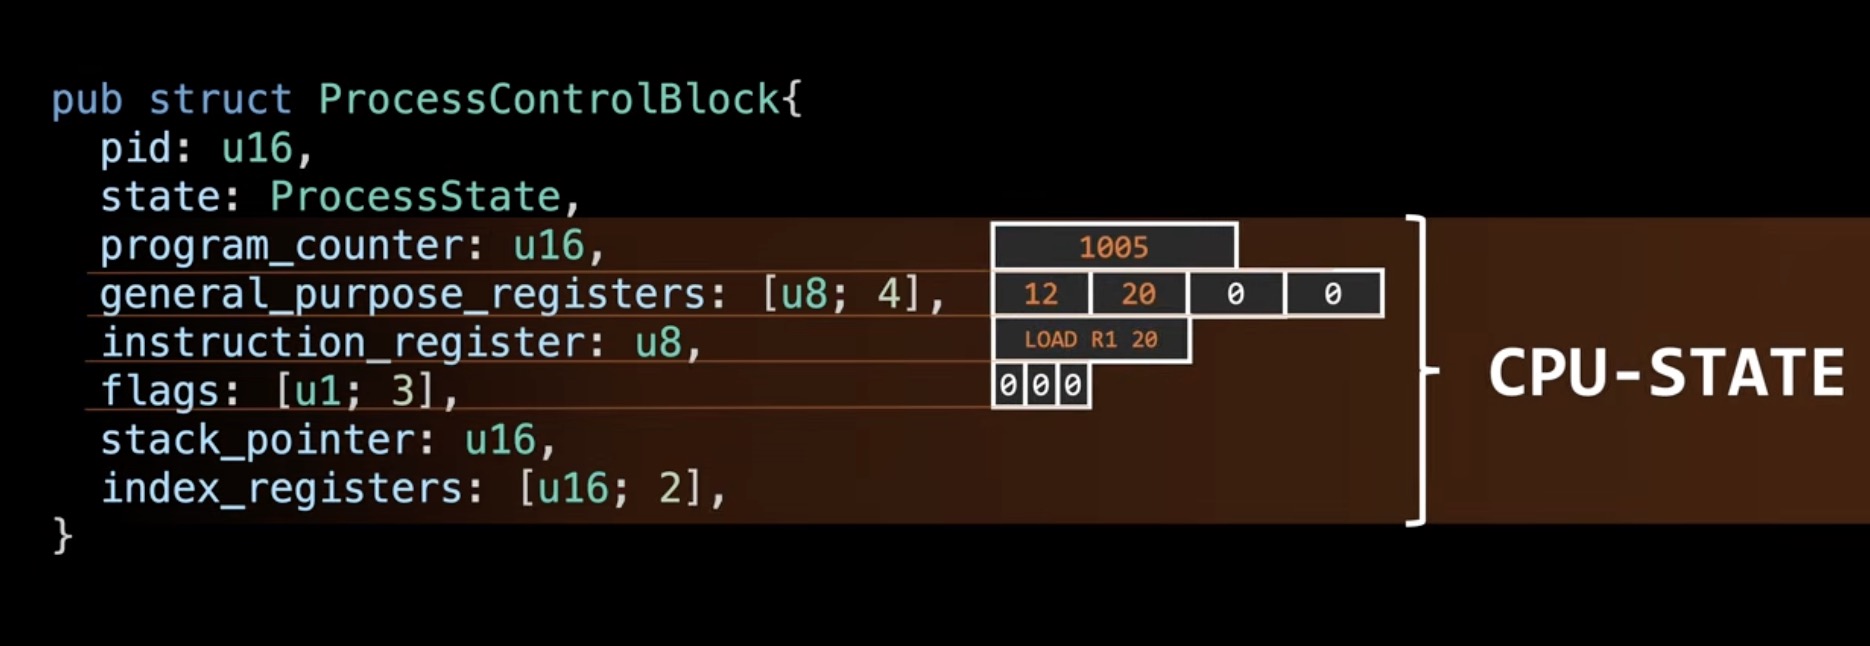 pub struct ProcessControlBlock{
pid: u16,
state: ProcessState,
program_counter: u16, 1005
general_purpose_registers: [u8; 4], 12 20 0 0
instruction_register: u8, LOAD R1 20
flags: [u1; 3], 0 0 0
CPU-STATE
stack_pointer: u16,
index_registers: [u16; 2],
}